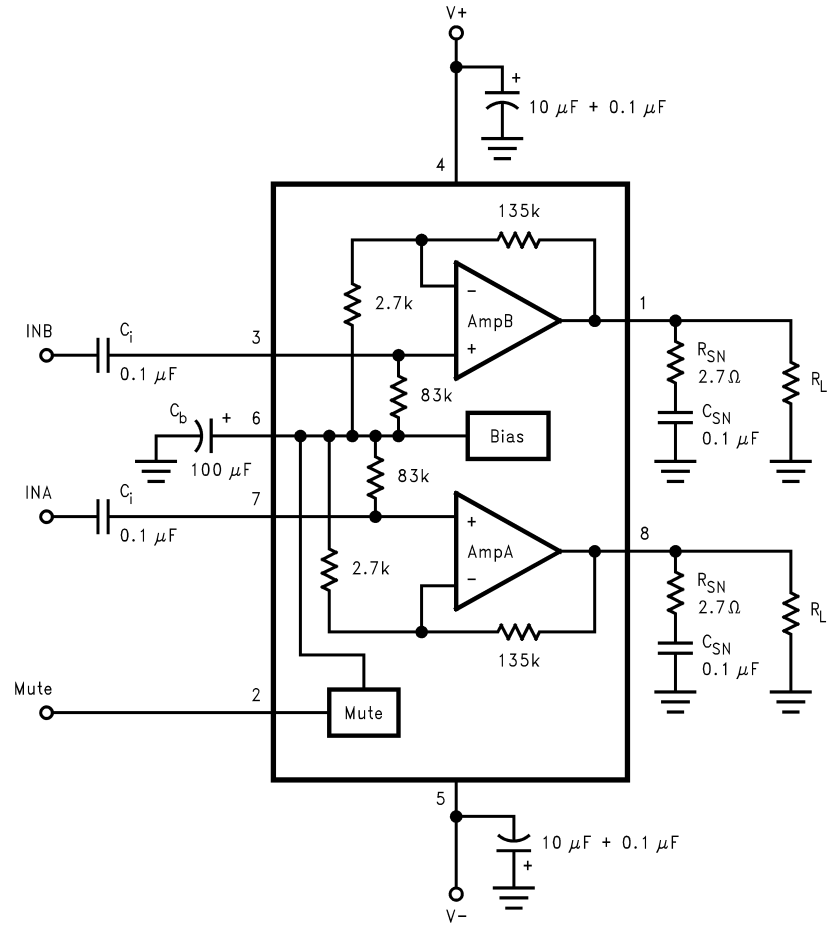 V+
+
10 μF + 0.1 μF
4
135k
1
2.7k
−
AmpB
+
INB
Ci
0.1 μF
3
83k
RSN
2.7Ω
CSN
0.1 μF
RL
Cb
+
100 μF
6
Bias
INA
Ci
0.1 μF
7
83k
+
AmpA
−
8
2.7k
135k
RSN
2.7Ω
CSN
0.1 μF
RL
Mute
2
Mute
5
10 μF + 0.1 μF
+
V−